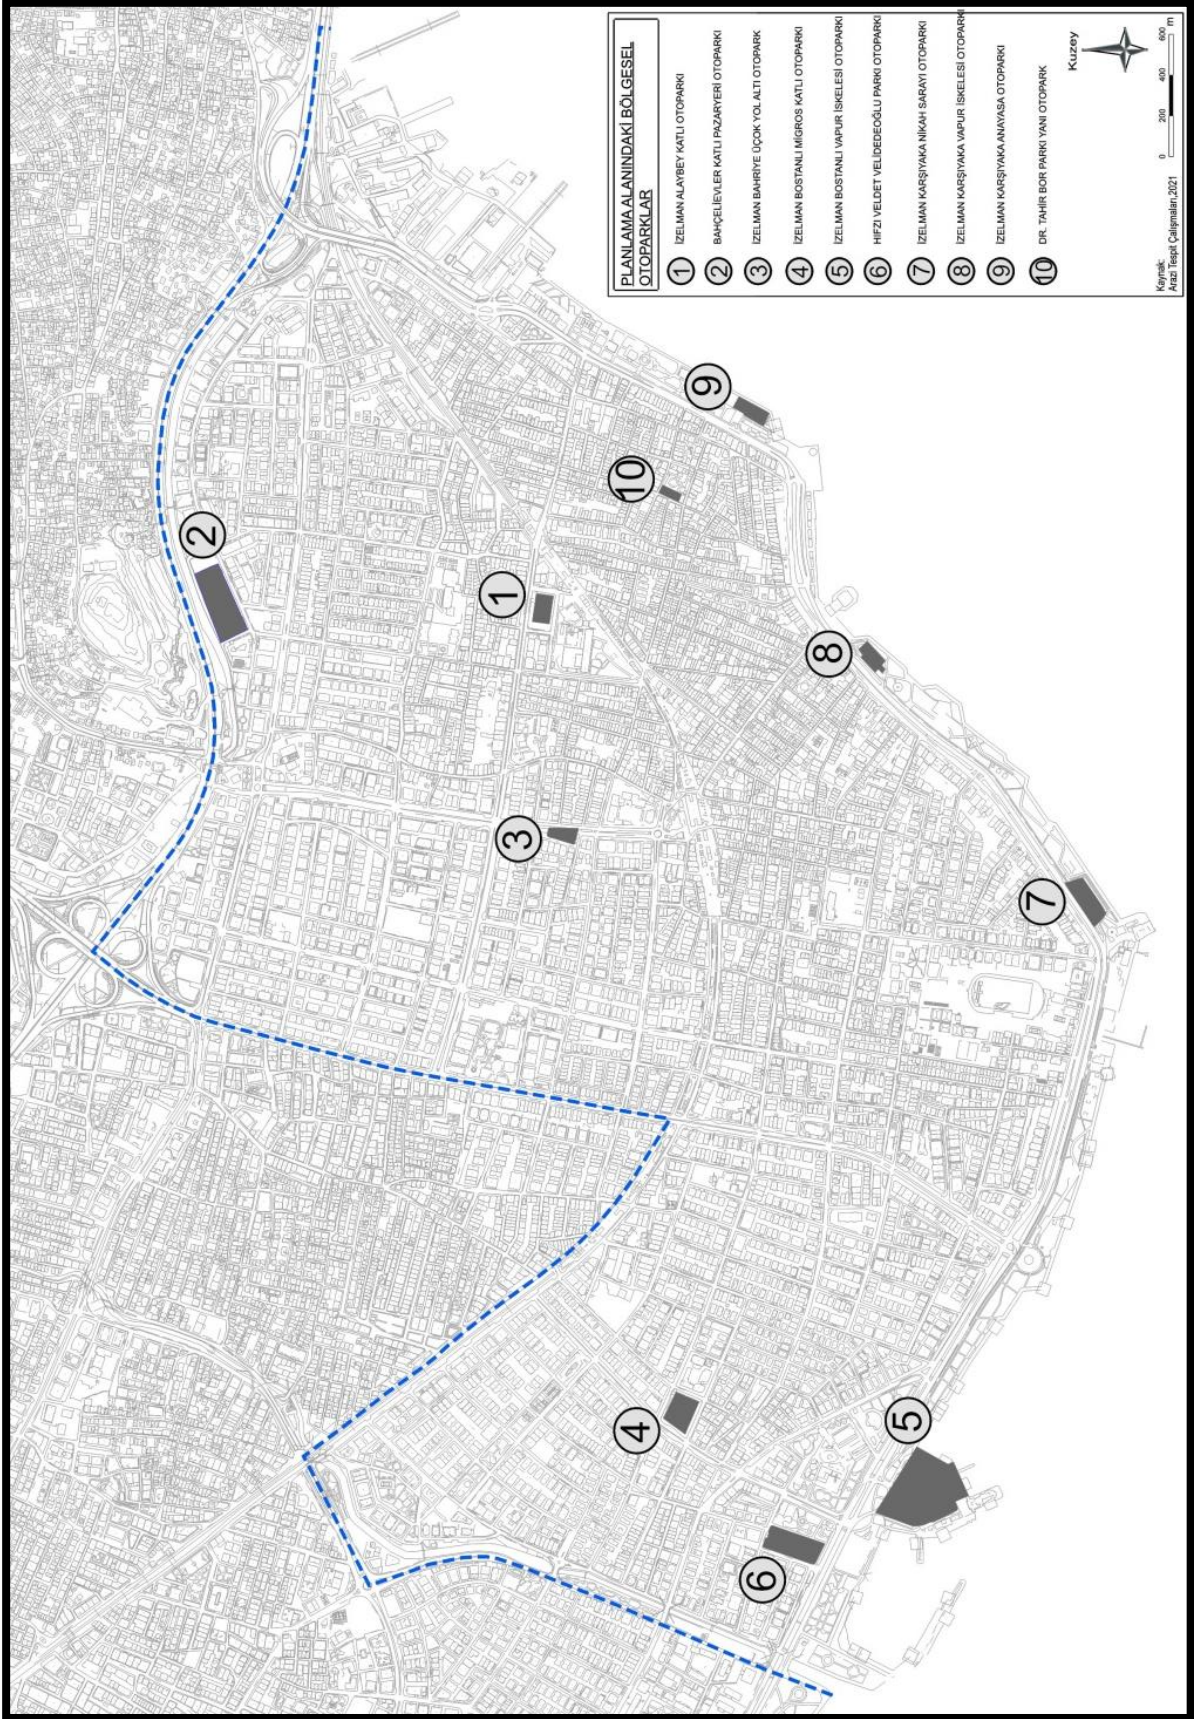 PLANLAMA ALANINDAKİ BÖLGESEL
OTOPARKLAR
1 İZELMAN ALAYBEY KATLI OTOPARKI
2 BAHÇELİEVLER KATLI PAZARYERİ OTOPARKI
3 İZELMAN BAHRİYE ÜÇOK YOL ALTI OTOPARK
4 İZELMAN BOSTANLI MİGROS KATLI OTOPARKI
5 İZELMAN BOSTANLI VAPUR İSKELESİ OTOPARKI
6 HIFZI VELDET VELİDEDEOĞLU PARKI OTOPARKI
7 İZELMAN KARŞIYAKA NİKAH SARAYI OTOPARKI
8 İZELMAN KARŞIYAKA VAPUR İSKELESİ OTOPARKI
9 İZELMAN KARŞIYAKA ANAYASA OTOPARKI
10 DR. TAHİR BOR PARKI YANI OTOPARK
Kuzey
0 200 400 600 m
Kaynak:
Arazi Tespit Çalışmaları,2021
6
5
4
7
3
8
1
2
10
9